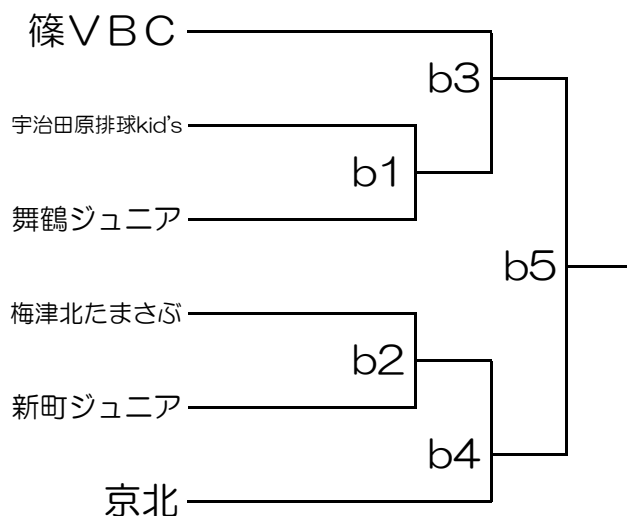 篠ＶＢＣ
b3
宇治田原排球kid's
b1
舞鶴ジュニア
b5
梅津北たまさぶ
b2
新町ジュニア
b4
京北